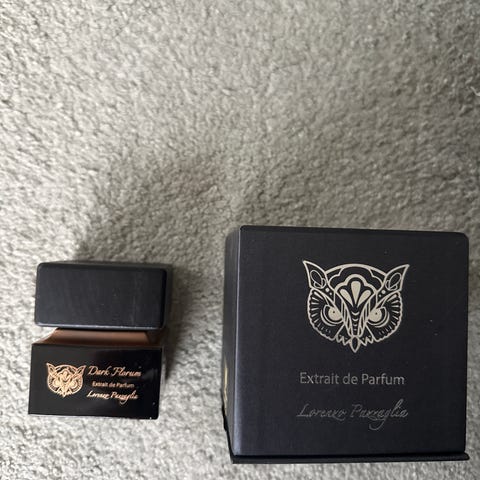 Dark Florum
Extrait de Parfum
Lorenzo Pazzaglia
Extrait de Parfum
Lorenzo Pazzaglia